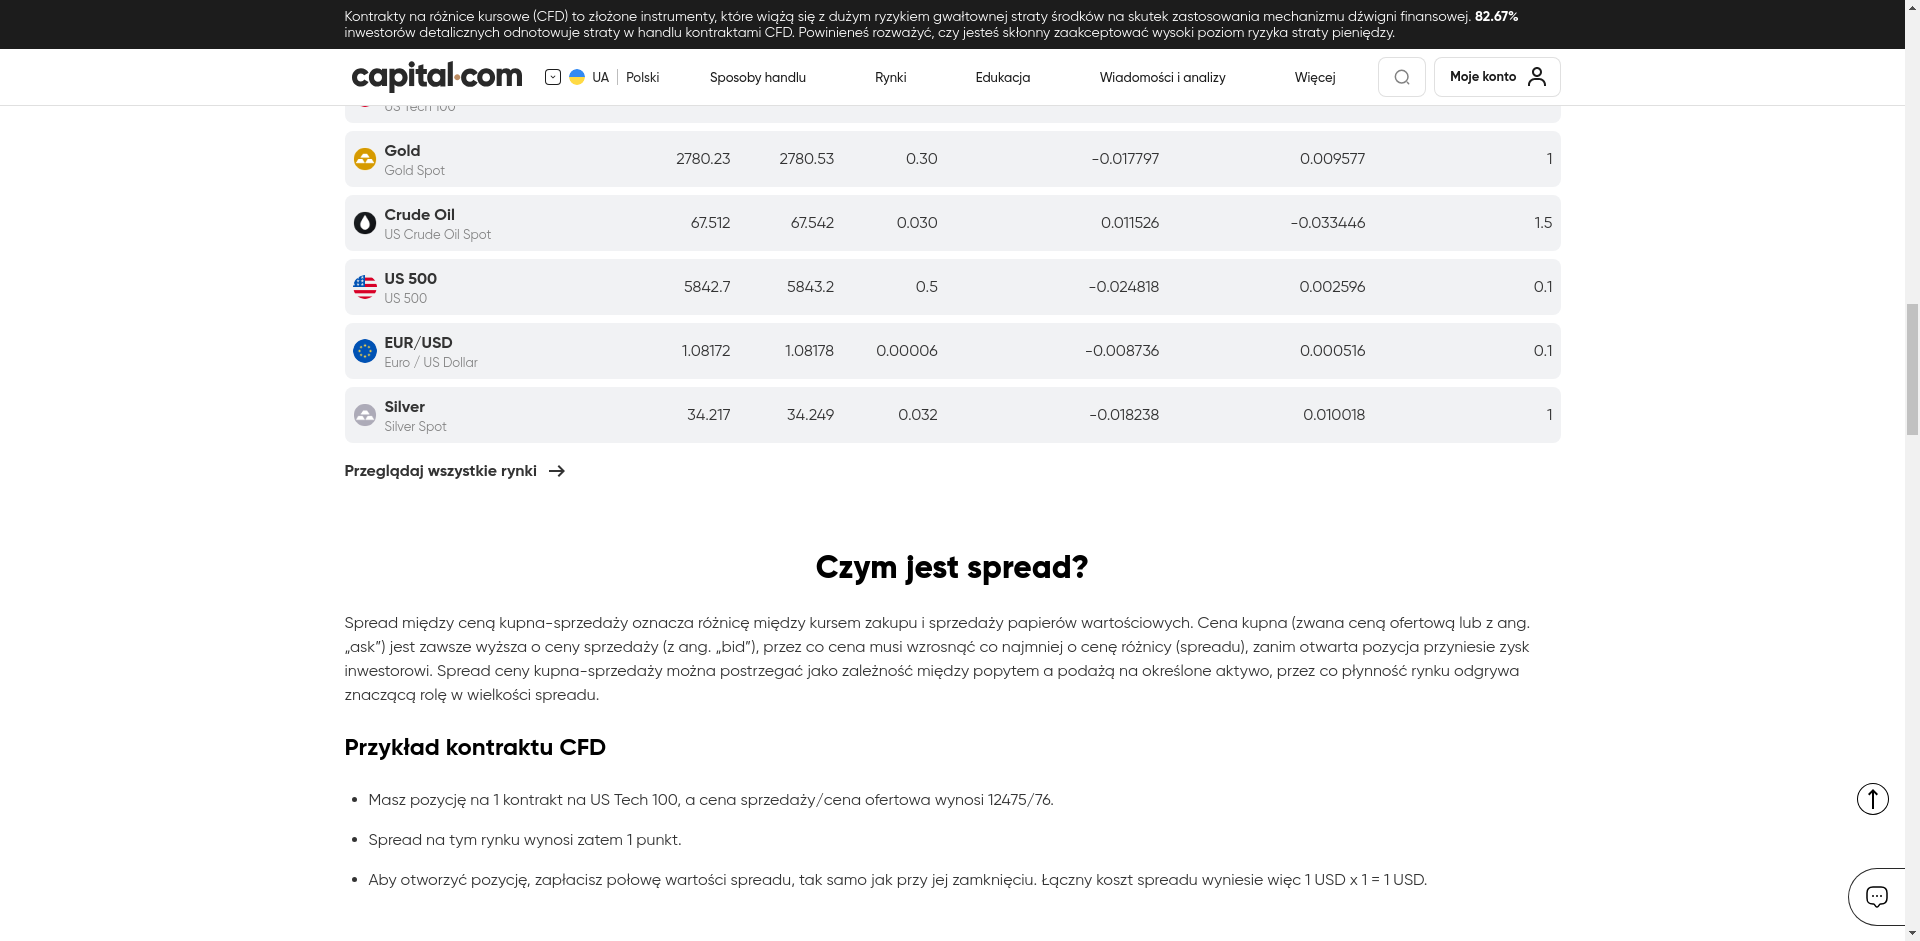 Kontrakty na różnice kursowe (CFD) to złożone instrumenty, które wiążą się z dużym ryzykiem gwałtownej straty środków na skutek zastosowania mechanizmu dźwigni finansowej. 82.67%
inwestorów detalicznych odnotowuje straty w handlu kontraktami CFD. Powinieneś rozważyć, czy jesteś skłonny zaakceptować wysoki poziom ryzyka straty pieniędzy.
capital.com UA Polski Sposoby handlu Rynki Edukacja Wiadomości i analizy Więcej Moje konto
US Tech 100
Gold
Gold Spot
2780.23 2780.53 0.30 -0.017797 0.009577 1
Crude Oil
US Crude Oil Spot
67.512 67.542 0.030 0.011526 -0.033446 1.5
US 500
US 500
5842.7 5843.2 0.5 -0.024818 0.002596 0.1
EUR/USD
Euro / US Dollar
1.08172 1.08178 0.00006 -0.008736 0.000516 0.1
Silver
Silver Spot
34.217 34.249 0.032 -0.018238 0.010018 1
Przeglądaj wszystkie rynki
Czym jest spread?
Spread między ceną kupna-sprzedaży oznacza różnicę między kursem zakupu i sprzedaży papierów wartościowych. Cena kupna (zwana ceną ofertową lub z ang.
„ask”) jest zawsze wyższa o ceny sprzedaży (z ang. „bid”), przez co cena musi wzrosnąć co najmniej o cenę różnicy (spreadu), zanim otwarta pozycja przyniesie zysk
inwestorowi. Spread ceny kupna-sprzedaży można postrzegać jako zależność między popytem a podażą na określone aktywo, przez co płynność rynku odgrywa
znaczącą rolę w wielkości spreadu.
Przykład kontraktu CFD
Masz pozycję na 1 kontrakt na US Tech 100, a cena sprzedaży/cena ofertowa wynosi 12475/76.
Spread na tym rynku wynosi zatem 1 punkt.
Aby otworzyć pozycję, zapłacisz połowę wartości spreadu, tak samo jak przy jej zamknięciu. Łączny koszt spreadu wyniesie więc 1 USD x 1 = 1 USD.